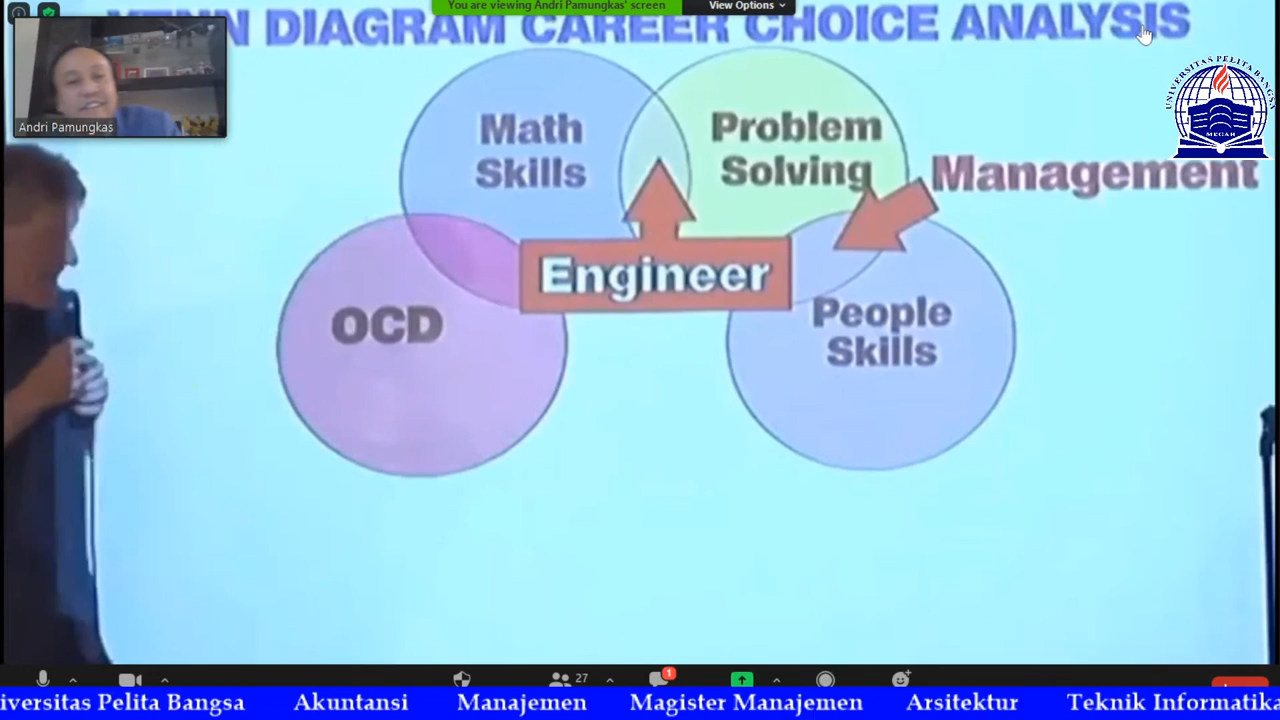 You are viewing Andri Pamungkas' screen
View Options
VENN DIAGRAM CAREER CHOICE ANALYSIS
Andri Pamungkas
UNIVERSITAS PELITA BANGSA
MEGAH
Math
Skills
Problem
Solving
Management
Engineer
OCD
People
Skills
27
1
iversitas Pelita Bangsa Akuntansi Manajemen Magister Manajemen Arsitektur Teknik Informatika